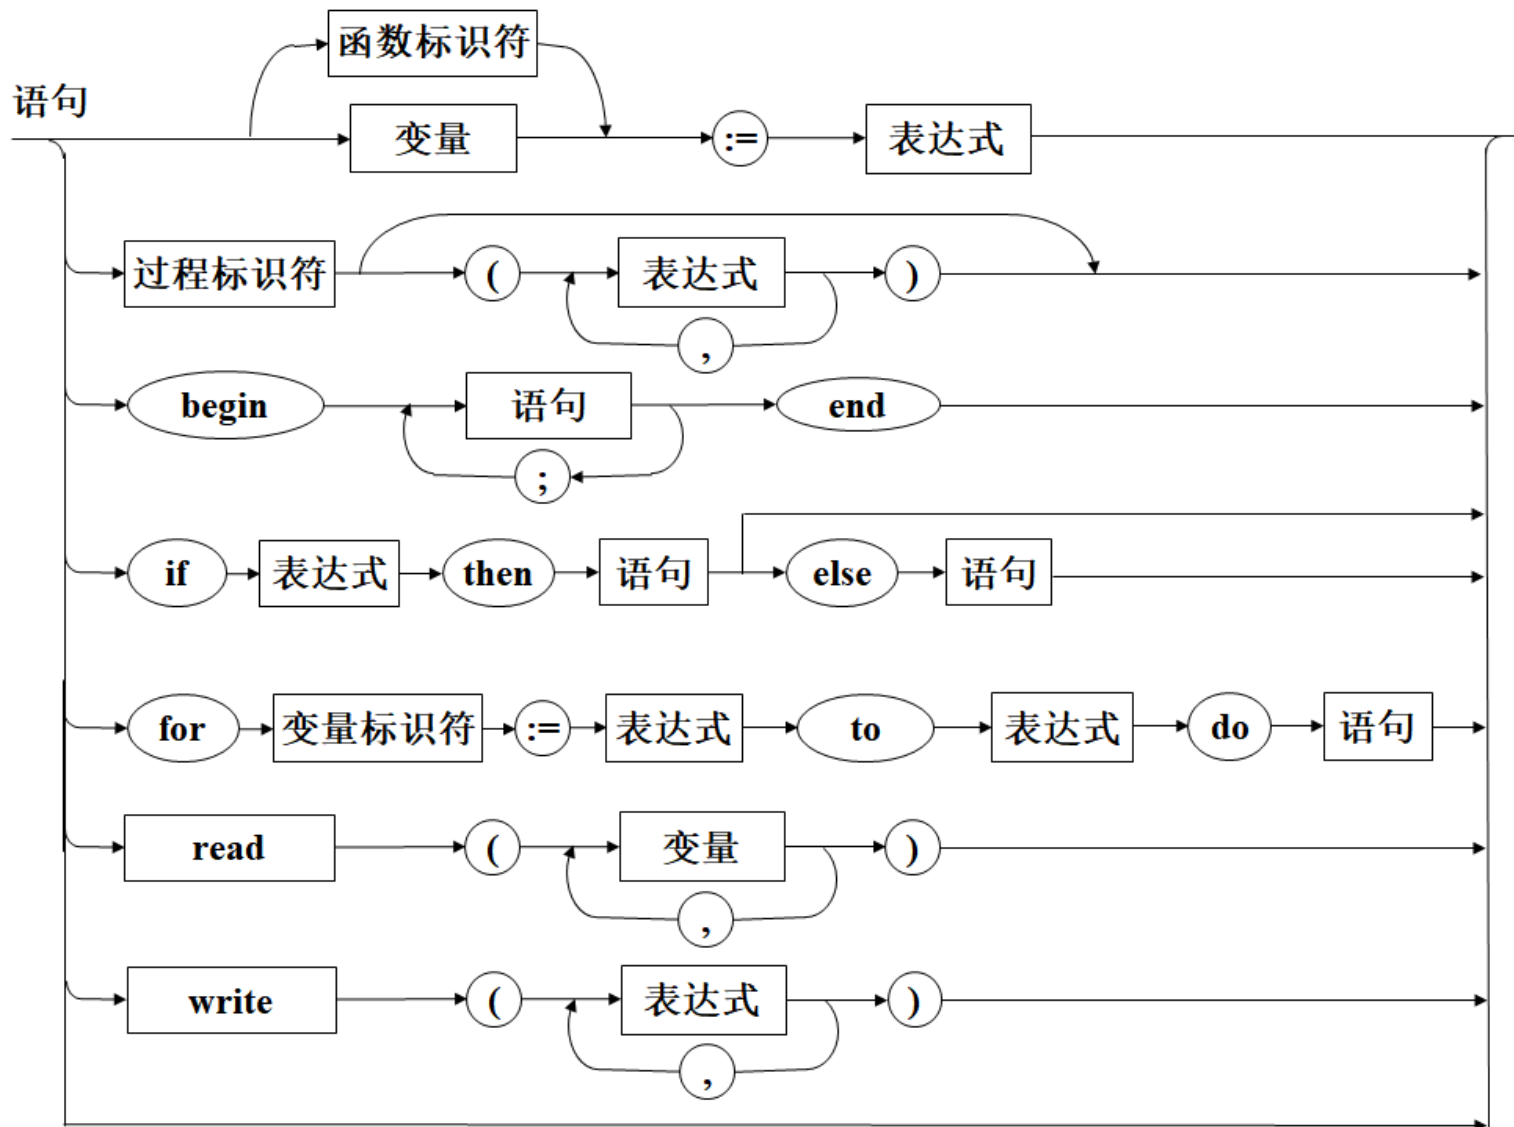 函数标识符
语句
变量 := 表达式
过程标识符 ( 表达式 )
,
begin 语句 end
;
if 表达式 then 语句 else 语句
for 变量标识符 := 表达式 to 表达式 do 语句
read ( 变量 )
,
write ( 表达式 )
,